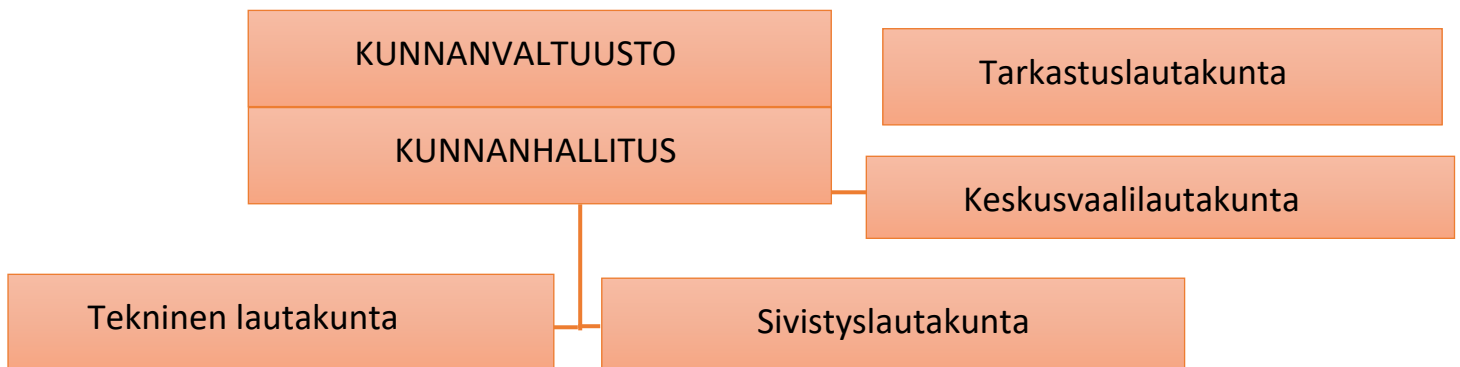 KUNNANVALTUUSTO
Tarkastuslautakunta
KUNNANHALLITUS
Keskusvaalilautakunta
Tekninen lautakunta
Sivistyslautakunta